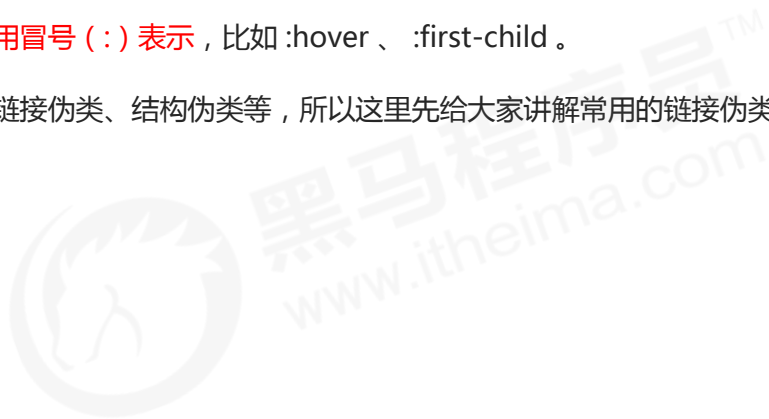 用冒号（:）表示，比如 :hover 、 :first-child 。
链接伪类、结构伪类等，所以这里先给大家讲解常用的链接伪类
黑马程序员™
www.itheima.com